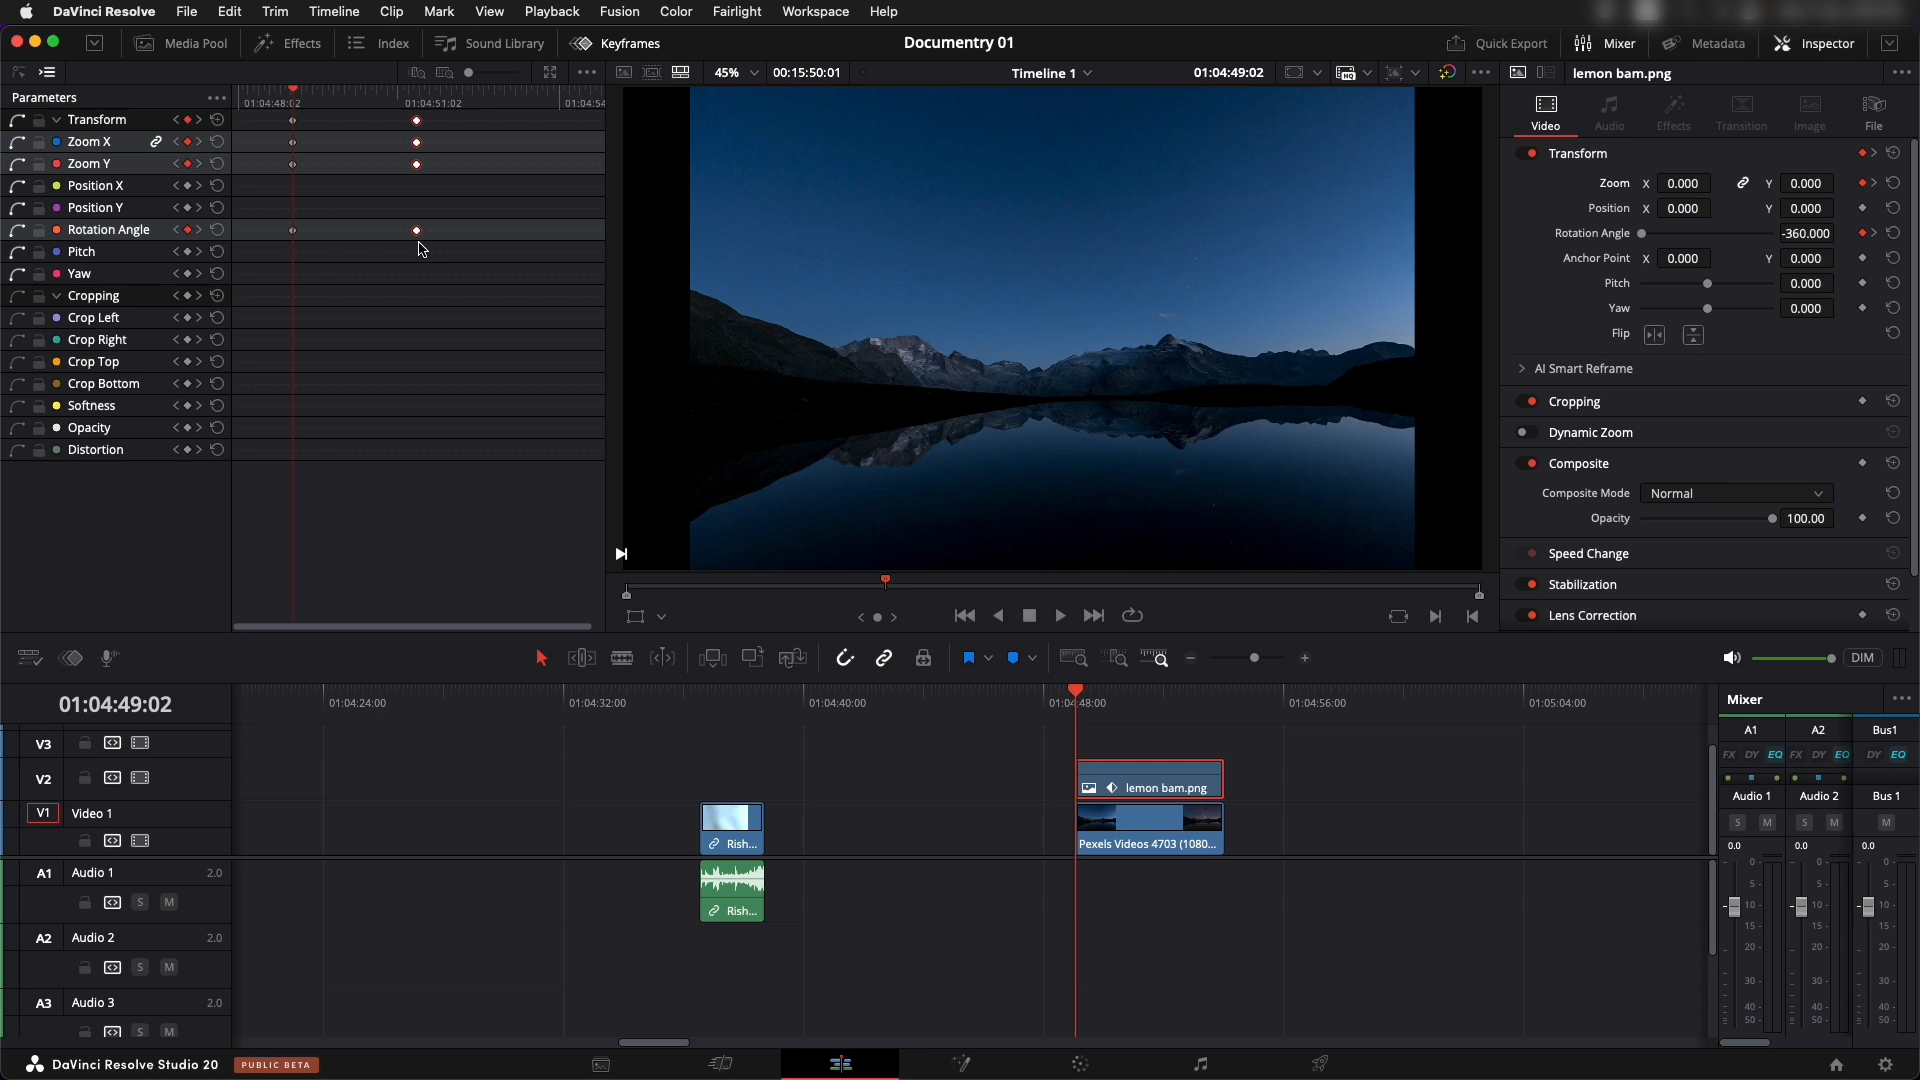 DaVinci Resolve File Edit Trim Timeline Clip Mark View Playback Fusion Color Fairlight Workspace Help
Media Pool Effects Index Sound Library Keyframes Documentry 01 Quick Export Mixer Metadata Inspector
45% 00:15:50:01 Timeline 1 01:04:49:02 lemon bam.png
Parameters
01:04:48:02 01:04:51:02 01:04:54
Transform
Zoom X
Zoom Y
Position X
Position Y
Rotation Angle
Pitch
Yaw
Cropping
Crop Left
Crop Right
Crop Top
Crop Bottom
Softness
Opacity
Distortion
Video Audio Effects Transition Image File
Transform
Zoom X 0.000 Y 0.000
Position X 0.000 Y 0.000
Rotation Angle -360.000
Anchor Point X 0.000 Y 0.000
Pitch 0.000
Yaw 0.000
Flip
AI Smart Reframe
Cropping
Dynamic Zoom
Composite
Composite Mode Normal
Opacity 100.00
Speed Change
Stabilization
Lens Correction
DIM
01:04:49:02
01:04:24:00 01:04:32:00 01:04:40:00 01:04:48:00 01:04:56:00 01:05:04:00
V3
V2
V1 Video 1
A1 Audio 1 2.0
S M
A2 Audio 2 2.0
S M
A3 Audio 3 2.0
S M
lemon bam.png
Rish...
Pexels Videos 4703 (1080...
Rish...
Mixer
A1 A2 Bus1
FX DY EQ FX DY EQ DY EQ
Audio 1 Audio 2 Bus 1
S M S M M
0.0 0.0 0.0
0 0 0
5 5 5
10 10 10
15 15 15
20 20 20
30 30 30
40 40 40
50 50 50
DaVinci Resolve Studio 20 PUBLIC BETA